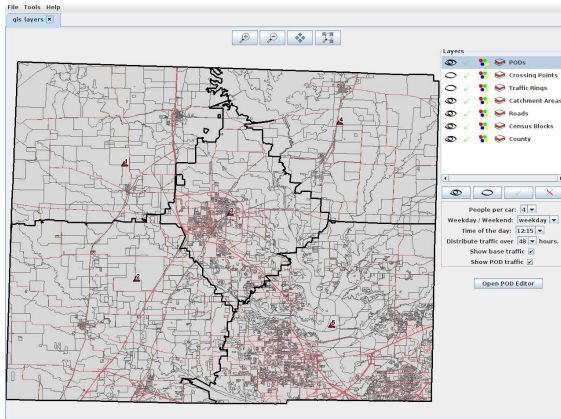 File Tools Help
gis layers
Layers
PODs
Crossing Points
Traffic Rings
Catchment Areas
Roads
Census Blocks
County
People per car: 4
Weekday / Weekend: weekday
Time of the day: 12:15
Distribute traffic over 48 hours.
Show base traffic
Show POD traffic
Open POD Editor